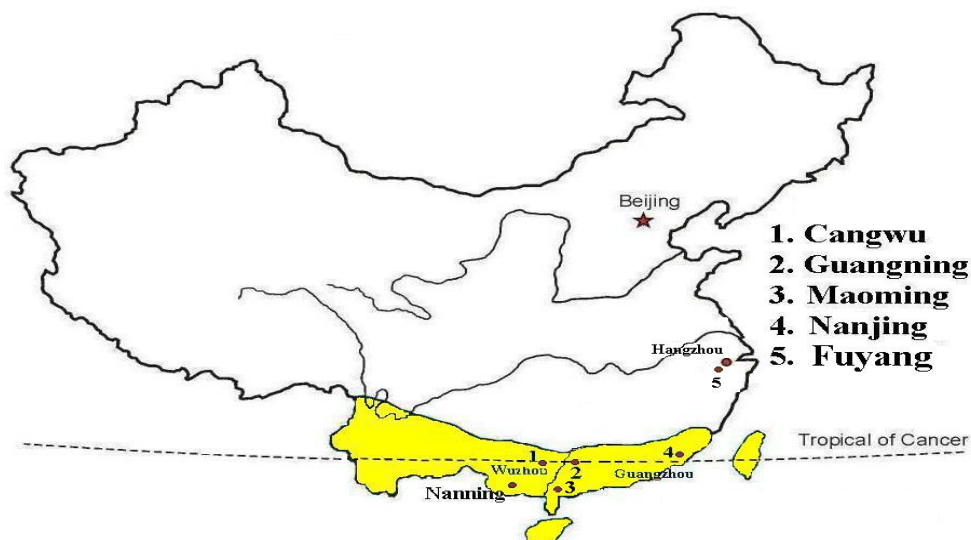 Beijing
1. Cangwu
2. Guangning
3. Maoming
4. Nanjing
5. Fuyang
Hangzhou
5
Tropical of Cancer
1
4
Wuzhou
2
Guangzhou
Nanning
3